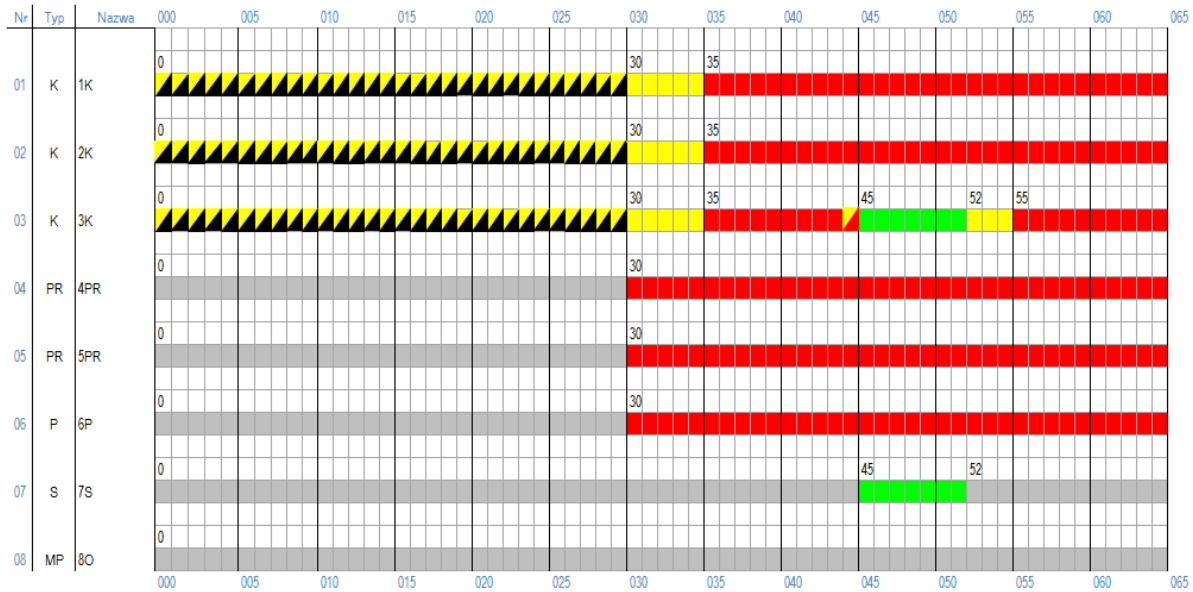 Nr Typ Nazwa 000 005 010 015 020 025 030 035 040 045 050 055 060 065
0 30 35
01 K 1K
0 30 35
02 K 2K
0 30 35 45 52 55
03 K 3K
0 30
04 PR 4PR
0 30
05 PR 5PR
0 30
06 P 6P
0 45 52
07 S 7S
0
08 MP 8O
000 005 010 015 020 025 030 035 040 045 050 055 060 065